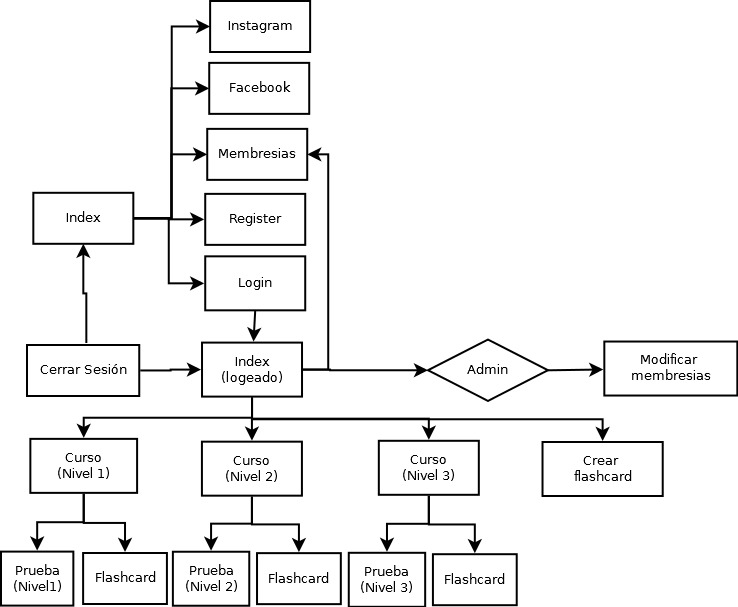 Instagram
Facebook
Membresias
Index
Register
Login
Cerrar Sesión
Index
(logeado)
Admin
Modificar
membresias
Curso
(Nivel 1)
Curso
(Nivel 2)
Curso
(Nivel 3)
Crear
flashcard
Prueba
(Nivel1)
Flashcard
Prueba
(Nivel 2)
Flashcard
Prueba
(Nivel 3)
Flashcard